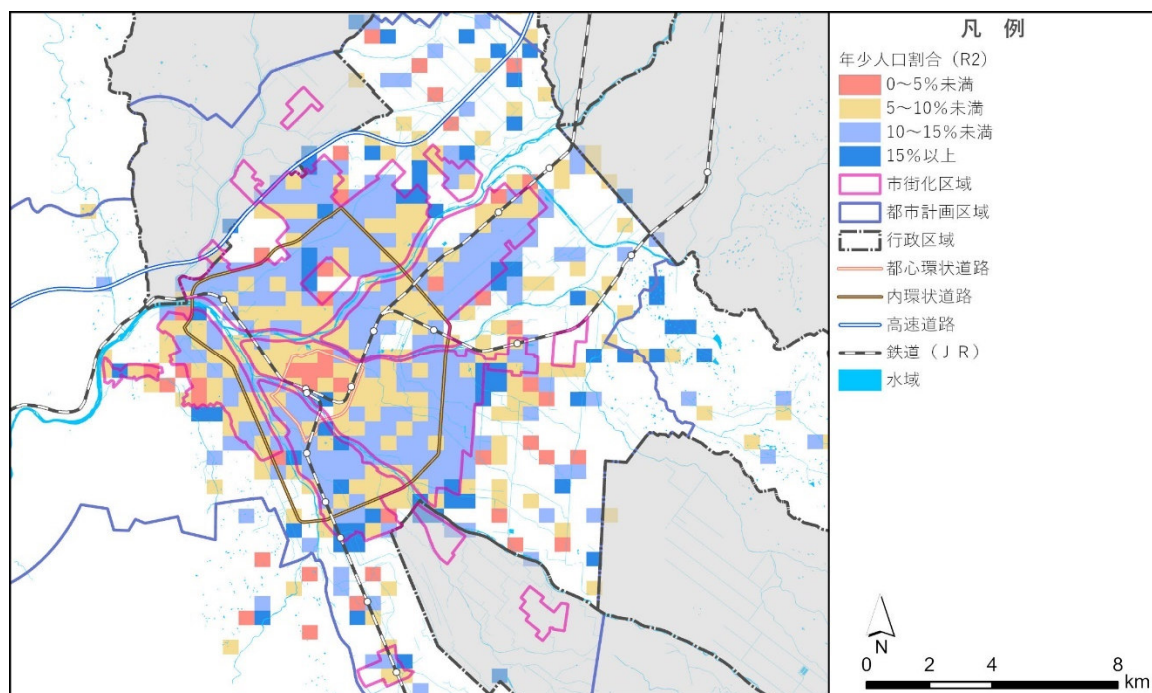 凡 例
年少人口割合（R2）
0～5%未満
5～10%未満
10～15%未満
15%以上
市街化区域
都市計画区域
行政区域
都心環状道路
内環状道路
高速道路
鉄道（ＪＲ）
水域
N
0 2 4 8
km